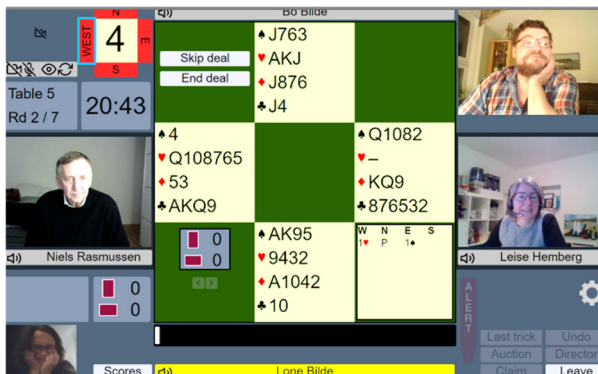 N
WEST
4
E
S
Bo Bilde
Skip deal
End deal
♠J763
♥AKJ
♦J876
♣J4
Table 5
Rd 2 / 7
20:43
♠4
♥Q108765
♦53
♣AKQ9
♠Q1082
♥–
♦KQ9
♣876532
Niels Rasmussen
0
0
♠AK95
♥9432
♦A1042
♣10
W N E S
1♥ P 1♠
Leise Hemberg
0
0
ALERT
Last trick
Undo
Auction
Director
Claim
Leave
Scores
Lone Bilde